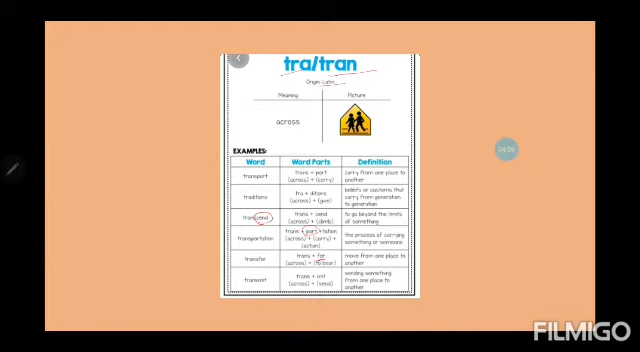 tra/tran
Origin: Latin
Meaning Picture
across
EXAMPLES:
Word Word Parts Definition
transport trans + port (across) + (carry) carry from one place to another
traditions tra + ditions (across) + (give) beliefs or customs that carry from generation to generation
transcend trans + cend (across) + (climb) to go beyond the limits of something
transportation trans + port + tation (across) + (carry) + (action) the process of carrying something or someone
transfer trans + fer (across) + (to bear) move from one place to another
transmit trans + mit (across) + (send) sending something from one place to another
04:09
FILMIGO